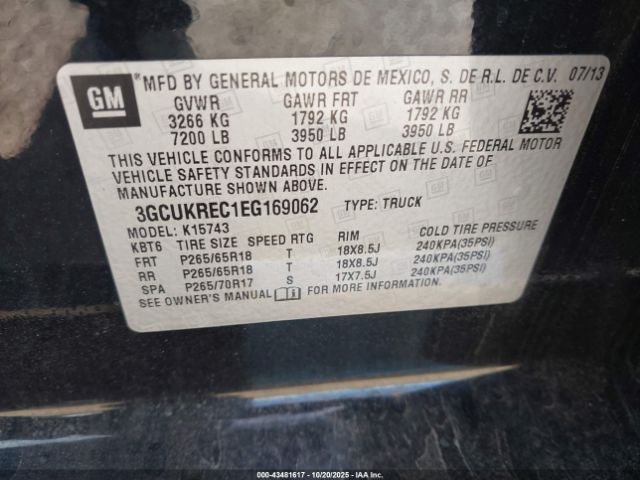 GM
*MFD BY GENERAL MOTORS DE MEXICO, S. DE R.L. DE C.V. 07/13
GVWR GAWR FRT GAWR RR
3266 KG 1792 KG 1792 KG
7200 LB 3950 LB 3950 LB
THIS VEHICLE CONFORMS TO ALL APPLICABLE U.S. FEDERAL MOTOR
VEHICLE SAFETY STANDARDS IN EFFECT ON THE DATE OF
MANUFACTURE SHOWN ABOVE.
3GCUKREC1EG169062 TYPE: TRUCK
MODEL: K15743
KBT6 TIRE SIZE SPEED RTG RIM COLD TIRE PRESSURE
FRT P265/65R18 T 18X8.5J 240KPA(35PSI)
RR P265/65R18 T 18X8.5J 240KPA(35PSI)
SPA P265/70R17 S 17X7.5J 240KPA(35PSI)
SEE OWNER'S MANUAL FOR MORE INFORMATION
000-43481617 - 10/20/2025 - IAAI.COM